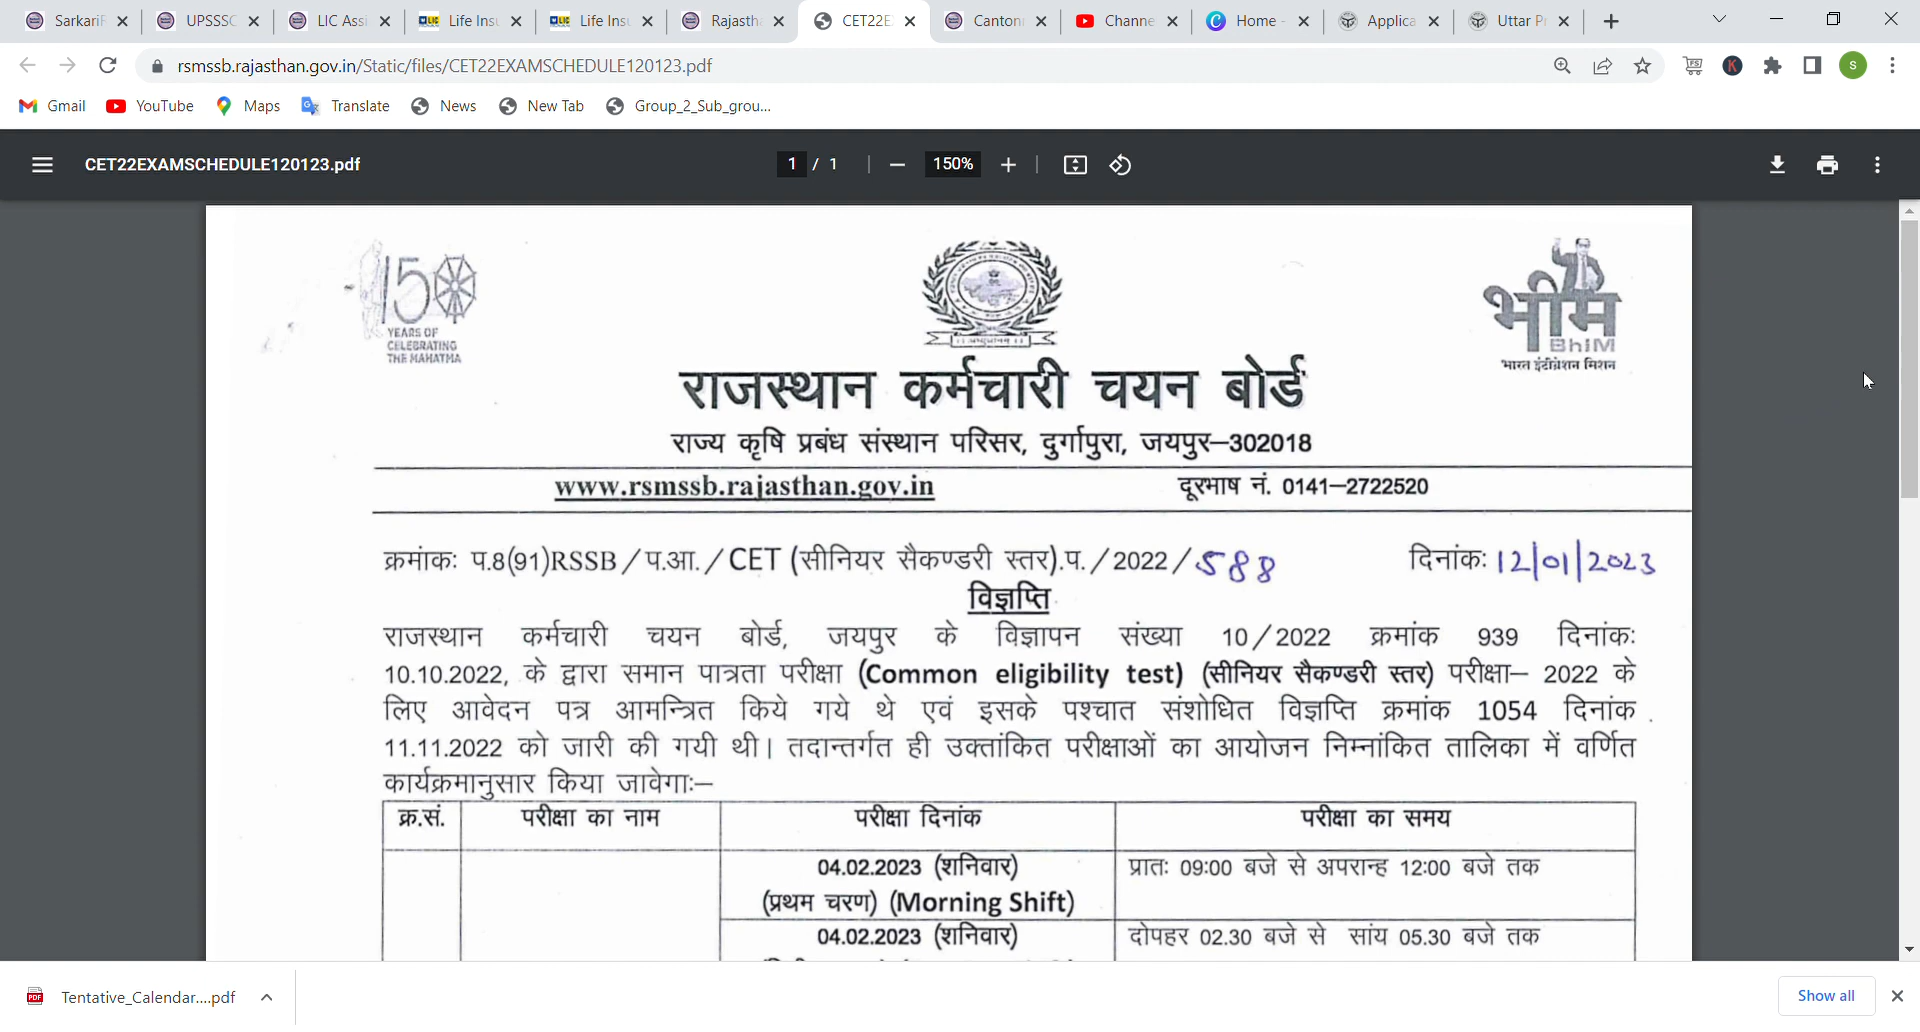 SarkariR
UPSSSC
LIC Assi
Life Insu
Life Insu
Rajasth
CET22E
Canton
Channe
Home -
Applica
Uttar Pr
rsmssb.rajasthan.gov.in/Static/files/CET22EXAMSCHEDULE120123.pdf
S
Gmail YouTube Maps Translate News New Tab Group_2_Sub_grou...
CET22EXAMSCHEDULE120123.pdf 1 / 1 150%
150
YEARS OF
CELEBRATING
THE MAHATMA
भीम
BHIM
राजस्थान कर्मचारी चयन बोर्ड
राज्य कृषि प्रबंध संस्थान परिसर, दुर्गापुरा, जयपुर–302018
www.rsmssb.rajasthan.gov.in दूरभाष नं. 0141–2722520
क्रमांकः प.8(91)RSSB/प.आ./CET (सीनियर सैकण्डरी स्तर).प./2022/588 दिनांकः 12/01/2023
विज्ञप्ति
राजस्थान कर्मचारी चयन बोर्ड, जयपुर के विज्ञापन संख्या 10/2022 क्रमांक 939 दिनांकः
10.10.2022, के द्वारा समान पात्रता परीक्षा (Common eligibility test) (सीनियर सैकण्डरी स्तर) परीक्षा– 2022 के
लिए आवेदन पत्र आमन्त्रित किये गये थे एवं इसके पश्चात संशोधित विज्ञप्ति क्रमांक 1054 दिनांक
11.11.2022 को जारी की गयी थी। तदान्तर्गत ही उक्तांकित परीक्षाओं का आयोजन निम्नांकित तालिका में वर्णित
कार्यक्रमानुसार किया जावेगाः–
क्र.सं. परीक्षा का नाम परीक्षा दिनांक परीक्षा का समय
04.02.2023 (शनिवार) प्रातः 09:00 बजे से अपरान्ह 12:00 बजे तक
(प्रथम चरण) (Morning Shift)
04.02.2023 (शनिवार) दोपहर 02.30 बजे से सांय 05.30 बजे तक
Tentative_Calendar....pdf Show all